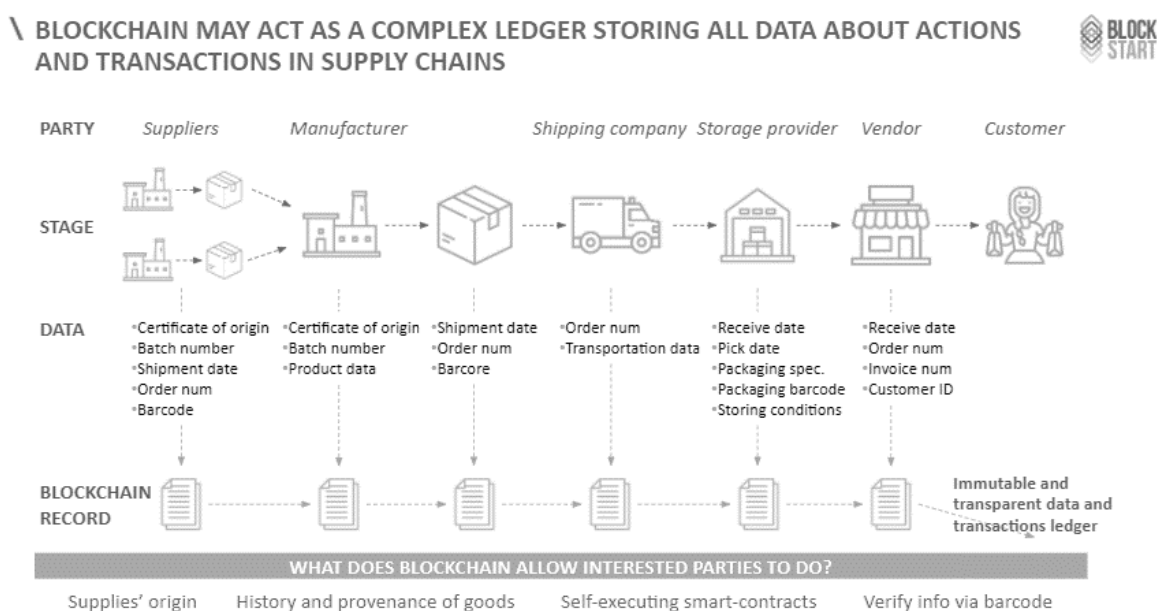 \ BLOCKCHAIN MAY ACT AS A COMPLEX LEDGER STORING ALL DATA ABOUT ACTIONS
AND TRANSACTIONS IN SUPPLY CHAINS
BLOCK
START
PARTY Suppliers Manufacturer Shipping company Storage provider Vendor Customer
STAGE
DATA
•Certificate of origin
•Batch number
•Shipment date
•Order num
•Barcode
•Certificate of origin
•Batch number
•Product data
•Shipment date
•Order num
•Barcore
•Order num
•Transportation data
•Receive date
•Pick date
•Packaging spec.
•Packaging barcode
•Storing conditions
•Receive date
•Order num
•Invoice num
•Customer ID
BLOCKCHAIN
RECORD
Immutable and
transparent data and
transactions ledger
WHAT DOES BLOCKCHAIN ALLOW INTERESTED PARTIES TO DO?
Supplies' origin History and provenance of goods Self-executing smart-contracts Verify info via barcode